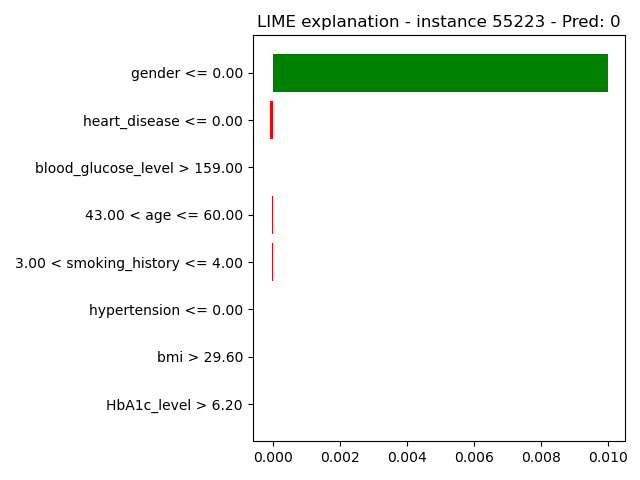 LIME explanation - instance 55223 - Pred: 0
gender <= 0.00
heart_disease <= 0.00
blood_glucose_level > 159.00
43.00 < age <= 60.00
3.00 < smoking_history <= 4.00
hypertension <= 0.00
bmi > 29.60
HbA1c_level > 6.20
0.000 0.002 0.004 0.006 0.008 0.010